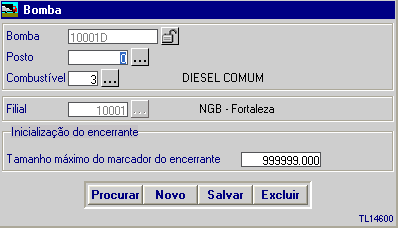 Bomba
Bomba 10001D
Posto 0 ...
Combustível 3 ... DIESEL COMUM
Filial 10001 ... NGB - Fortaleza
Inicialização do encerrante
Tamanho máximo do marcador do encerrante 999999.000
Procurar Novo Salvar Excluir
TL14600